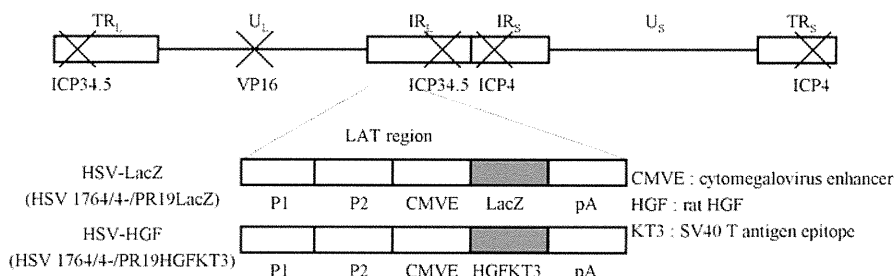 TR_L U_L IR_L IR_S U_S TR_S
ICP34.5 VP16 ICP34.5 ICP4 ICP4
LAT region
HSV-LacZ
(HSV 1764/4-/PR19LacZ)
P1 P2 CMVE LacZ pA
CMVE : cytomegalovirus enhancer
HGF : rat HGF
KT3 : SV40 T antigen epitope
HSV-HGF
(HSV 1764/4-/PR19HGFKT3)
P1 P2 CMVE HGFKT3 pA